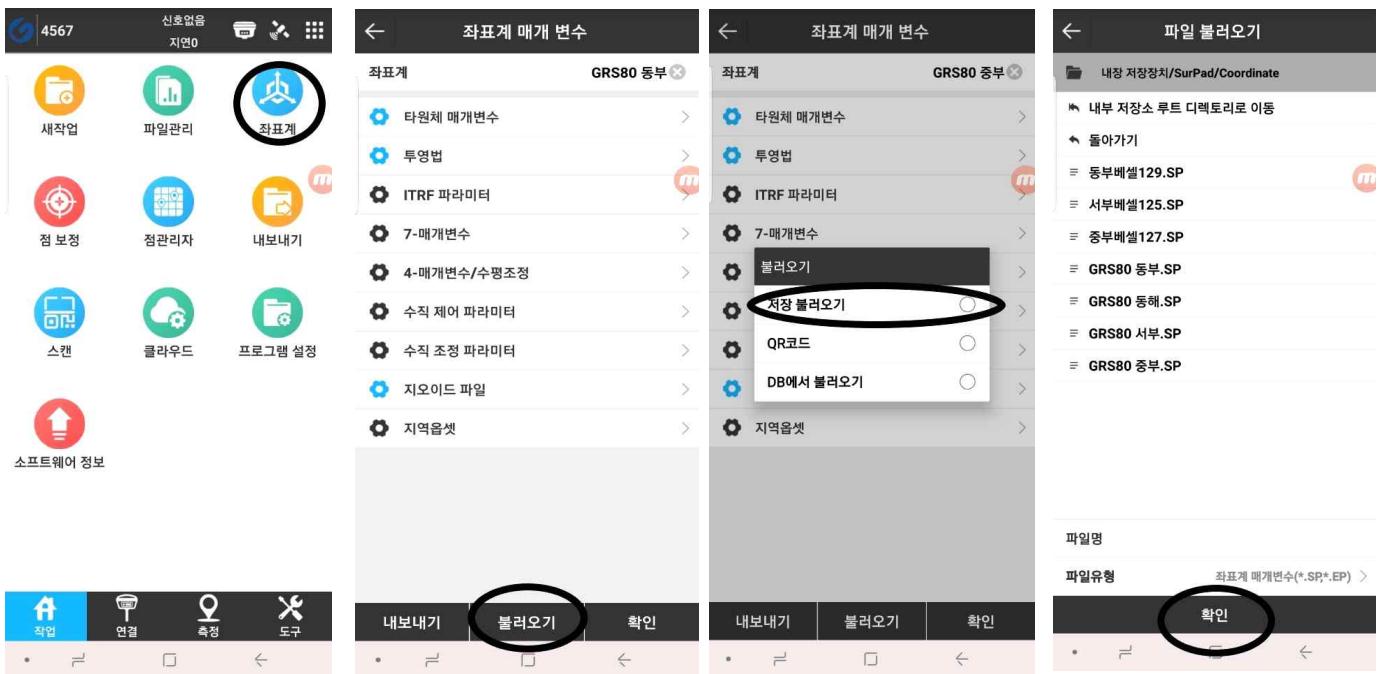 4567
신호없음
지연0
새작업
파일관리
좌표계
점 보정
점관리자
내보내기
스캔
클라우드
프로그램 설정
소프트웨어 정보
작업
연결
측정
도구
좌표계 매개 변수
좌표계 GRS80 동부
타원체 매개변수
투영법
ITRF 파라미터
7-매개변수
4-매개변수/수평조정
수직 제어 파라미터
수직 조정 파라미터
지오이드 파일
지역옵셋
내보내기 불러오기 확인
좌표계 매개 변수
좌표계 GRS80 중부
타원체 매개변수
투영법
ITRF 파라미터
7-매개변수
불러오기
저장 불러오기
QR코드
DB에서 불러오기
지역옵셋
내보내기 불러오기 확인
파일 불러오기
내장 저장장치/SurPad/Coordinate
내부 저장소 루트 디렉토리로 이동
돌아가기
동부베셀129.SP
서부베셀125.SP
중부베셀127.SP
GRS80 동부.SP
GRS80 동해.SP
GRS80 서부.SP
GRS80 중부.SP
파일명
파일유형 좌표계 매개변수(*.SP,*.EP)
확인